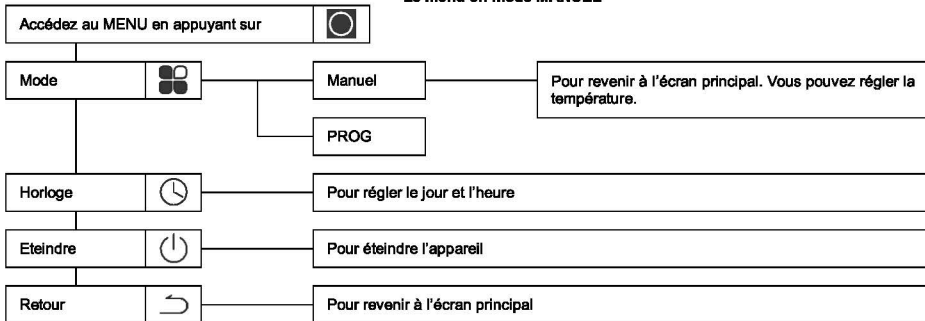 Accédez au MENU en appuyant sur
Mode
Manuel
Pour revenir à l'écran principal. Vous pouvez régler la
température.
PROG
Horloge
Pour régler le jour et l'heure
Eteindre
Pour éteindre l'appareil
Retour
Pour revenir à l'écran principal